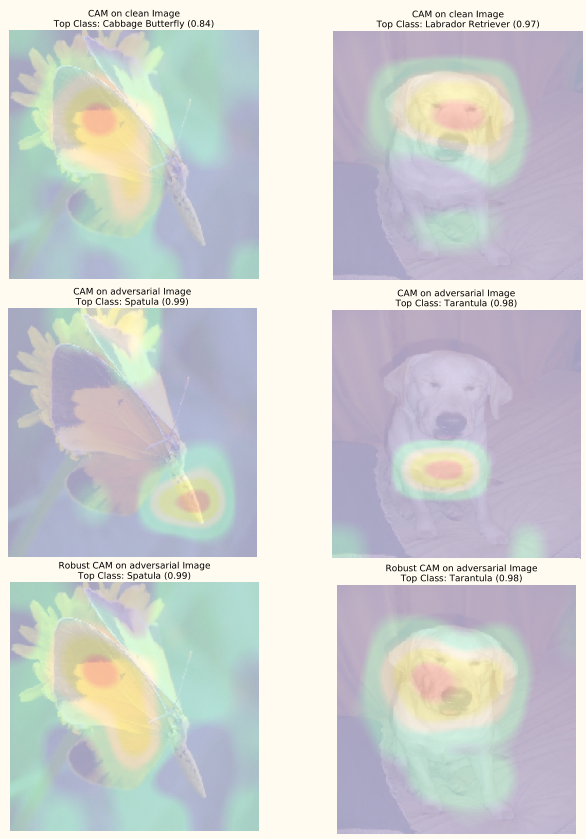 CAM on clean Image
Top Class: Cabbage Butterfly (0.84)
CAM on clean Image
Top Class: Labrador Retriever (0.97)
CAM on adversarial Image
Top Class: Spatula (0.99)
CAM on adversarial Image
Top Class: Tarantula (0.98)
Robust CAM on adversarial Image
Top Class: Spatula (0.99)
Robust CAM on adversarial Image
Top Class: Tarantula (0.98)